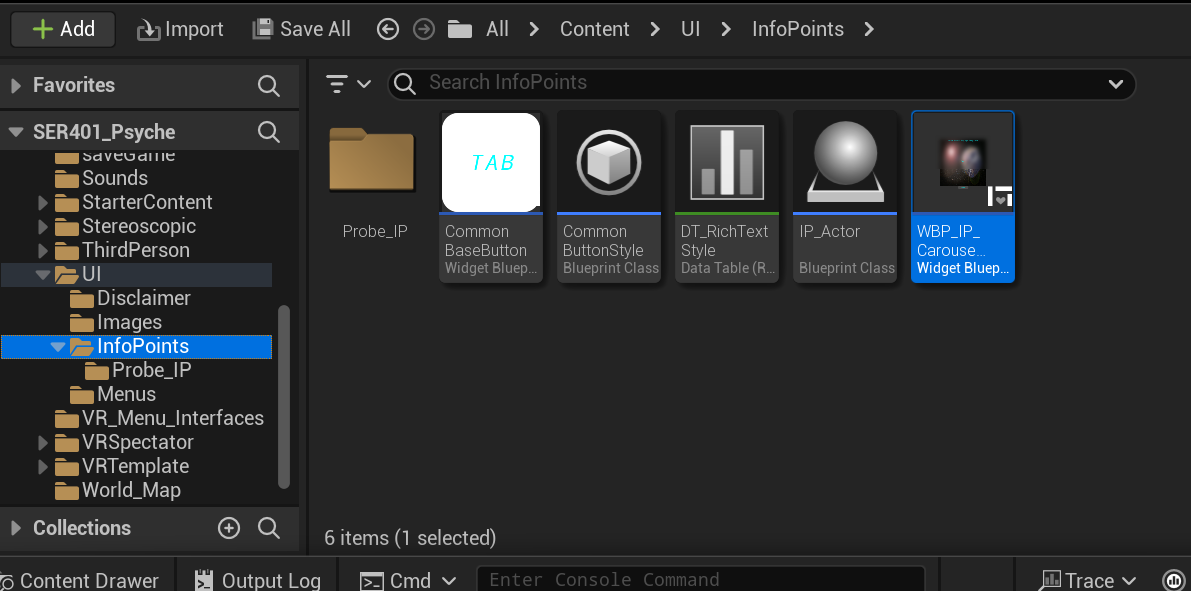 Add Import Save All All Content UI InfoPoints
Favorites
Search InfoPoints
SER401_Psyche
saveGame
Sounds
StarterContent
Stereoscopic
ThirdPerson
UI
Disclaimer
Images
InfoPoints
Probe_IP
Menus
VR_Menu_Interfaces
VRSpectator
VRTemplate
World_Map
Collections
Probe_IP
TAB
Common
BaseButton
Widget Bluep...
Common
ButtonStyle
Blueprint Class
DT_RichText
Style
Data Table (R...
IP_Actor
Blueprint Class
WBP_IP_
Carouse...
Widget Bluep...
6 items (1 selected)
Content Drawer Output Log Cmd Enter Console Command Trace